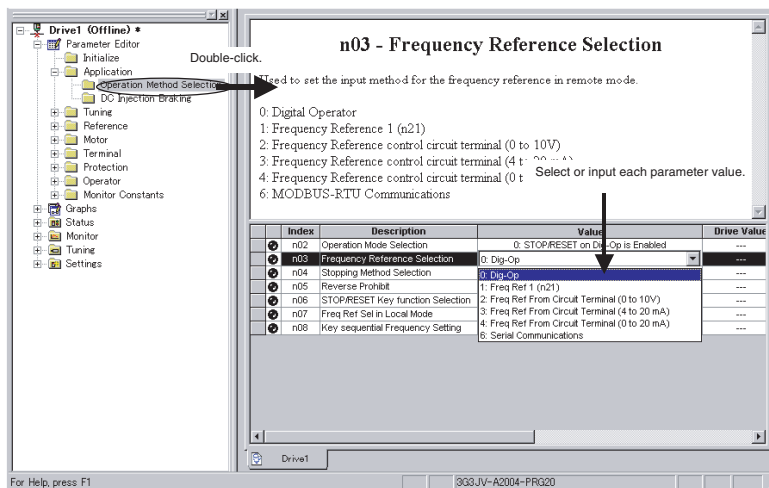 Drive1 (Offline) *
Parameter Editor
Initialize
Application
Operation Method Selection
DC Injection Braking
Tuning
Reference
Motor
Terminal
Protection
Operator
Monitor Constants
Graphs
Status
Monitor
Tuning
Settings
Double-click.
n03 - Frequency Reference Selection
Used to set the input method for the frequency reference in remote mode.
0: Digital Operator
1: Frequency Reference 1 (n21)
2: Frequency Reference control circuit terminal (0 to 10V)
3: Frequency Reference control circuit terminal (4 t
4: Frequency Reference control circuit terminal (0 t
6: MODBUS-RTU Communications
Select or input each parameter value.
Index Description Value Drive Value
n02 Operation Mode Selection 0: STOP/RESET on Dig-Op is Enabled ---
n03 Frequency Reference Selection 0: Dig-Op ---
n04 Stopping Method Selection ---
n05 Reverse Prohibit ---
n06 STOP/RESET Key function Selection ---
n07 Freq Ref Sel in Local Mode ---
n08 Key sequential Frequency Setting ---
0: Dig-Op
1: Freq Ref 1 (n21)
2: Freq Ref From Circuit Terminal (0 to 10V)
3: Freq Ref From Circuit Terminal (4 to 20 mA)
4: Freq Ref From Circuit Terminal (0 to 20 mA)
6: Serial Communications
Drive1
For Help, press F1
3G3JV-A2004-PRG20